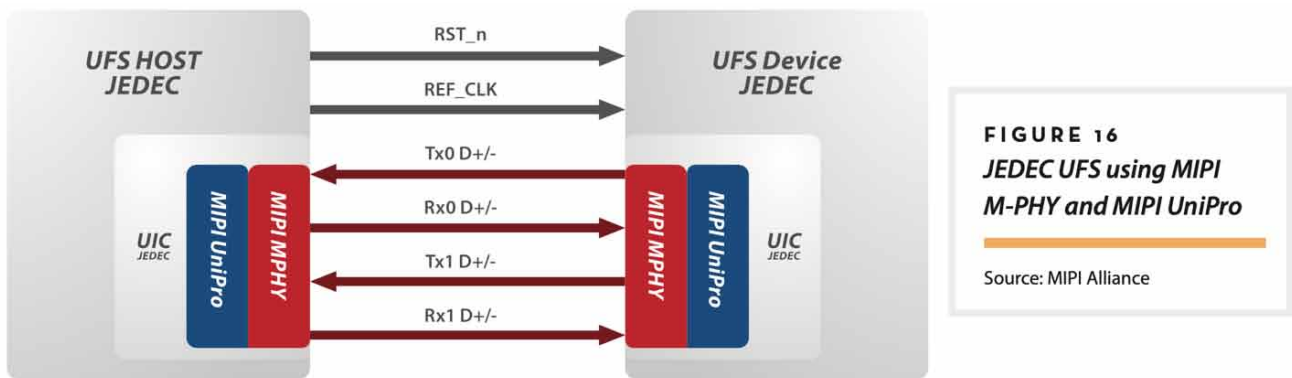 UFS HOST
JEDEC
RST_n
REF_CLK
Tx0 D+/-
Rx0 D+/-
Tx1 D+/-
Rx1 D+/-
UIC
JEDEC
MIPI UniPro
MIPI MPHY
UFS Device
JEDEC
MIPI MPHY
MIPI UniPro
UIC
JEDEC
FIGURE 16
JEDEC UFS using MIPI
M-PHY and MIPI UniPro
Source: MIPI Alliance